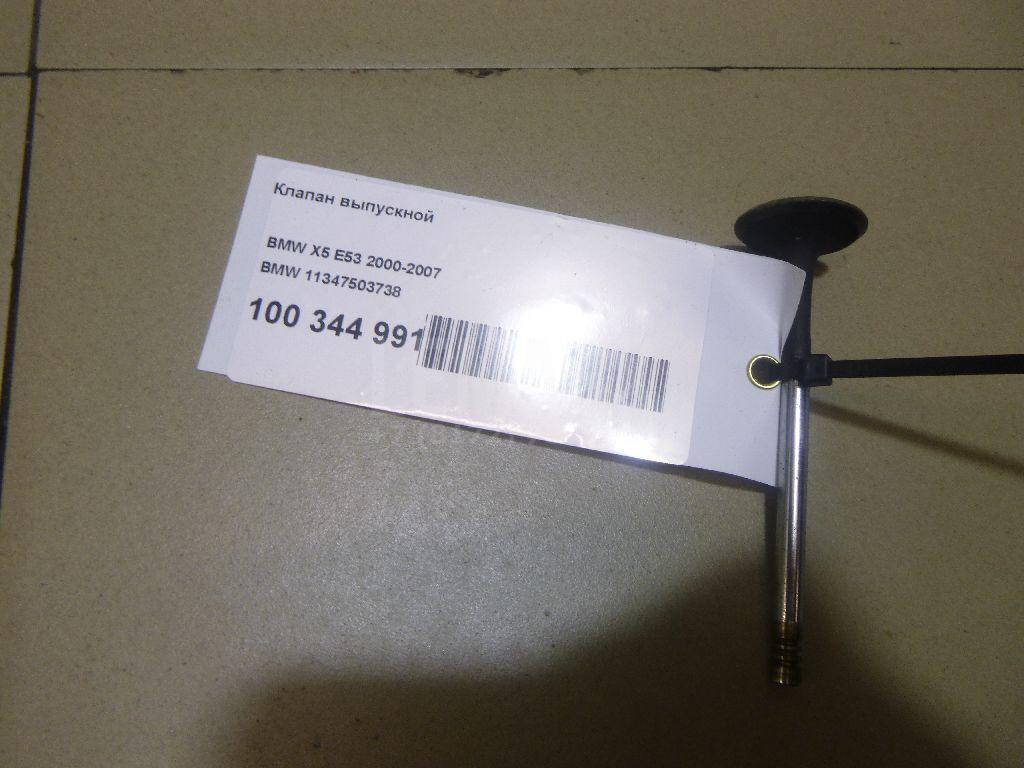 Клапан выпускной
BMW X5 E53 2000-2007
BMW 11347503738
100 344 991